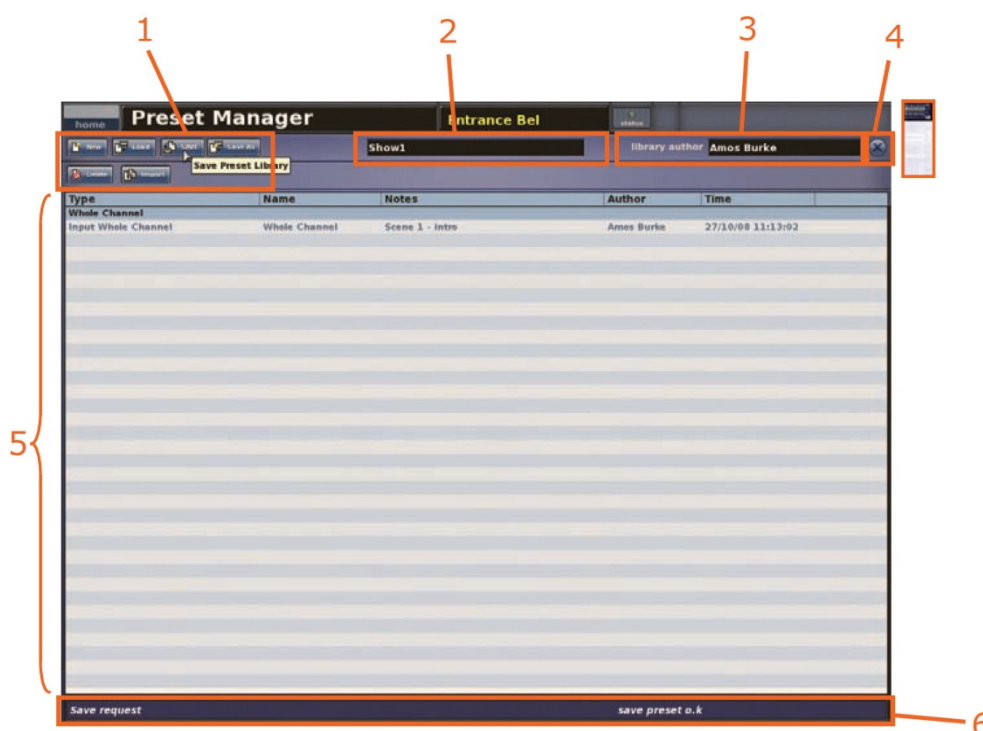 1 2 3 4
home Preset Manager Entrance Bel status
New Load SAVE Save As Show1 library author Amos Burke
Save Preset Library
Delete Import
Type Name Notes Author Time
Whole Channel
Input Whole Channel Whole Channel Scene 1 - intro Amos Burke 27/10/08 11:13:02
5
Save request save preset o.k
6